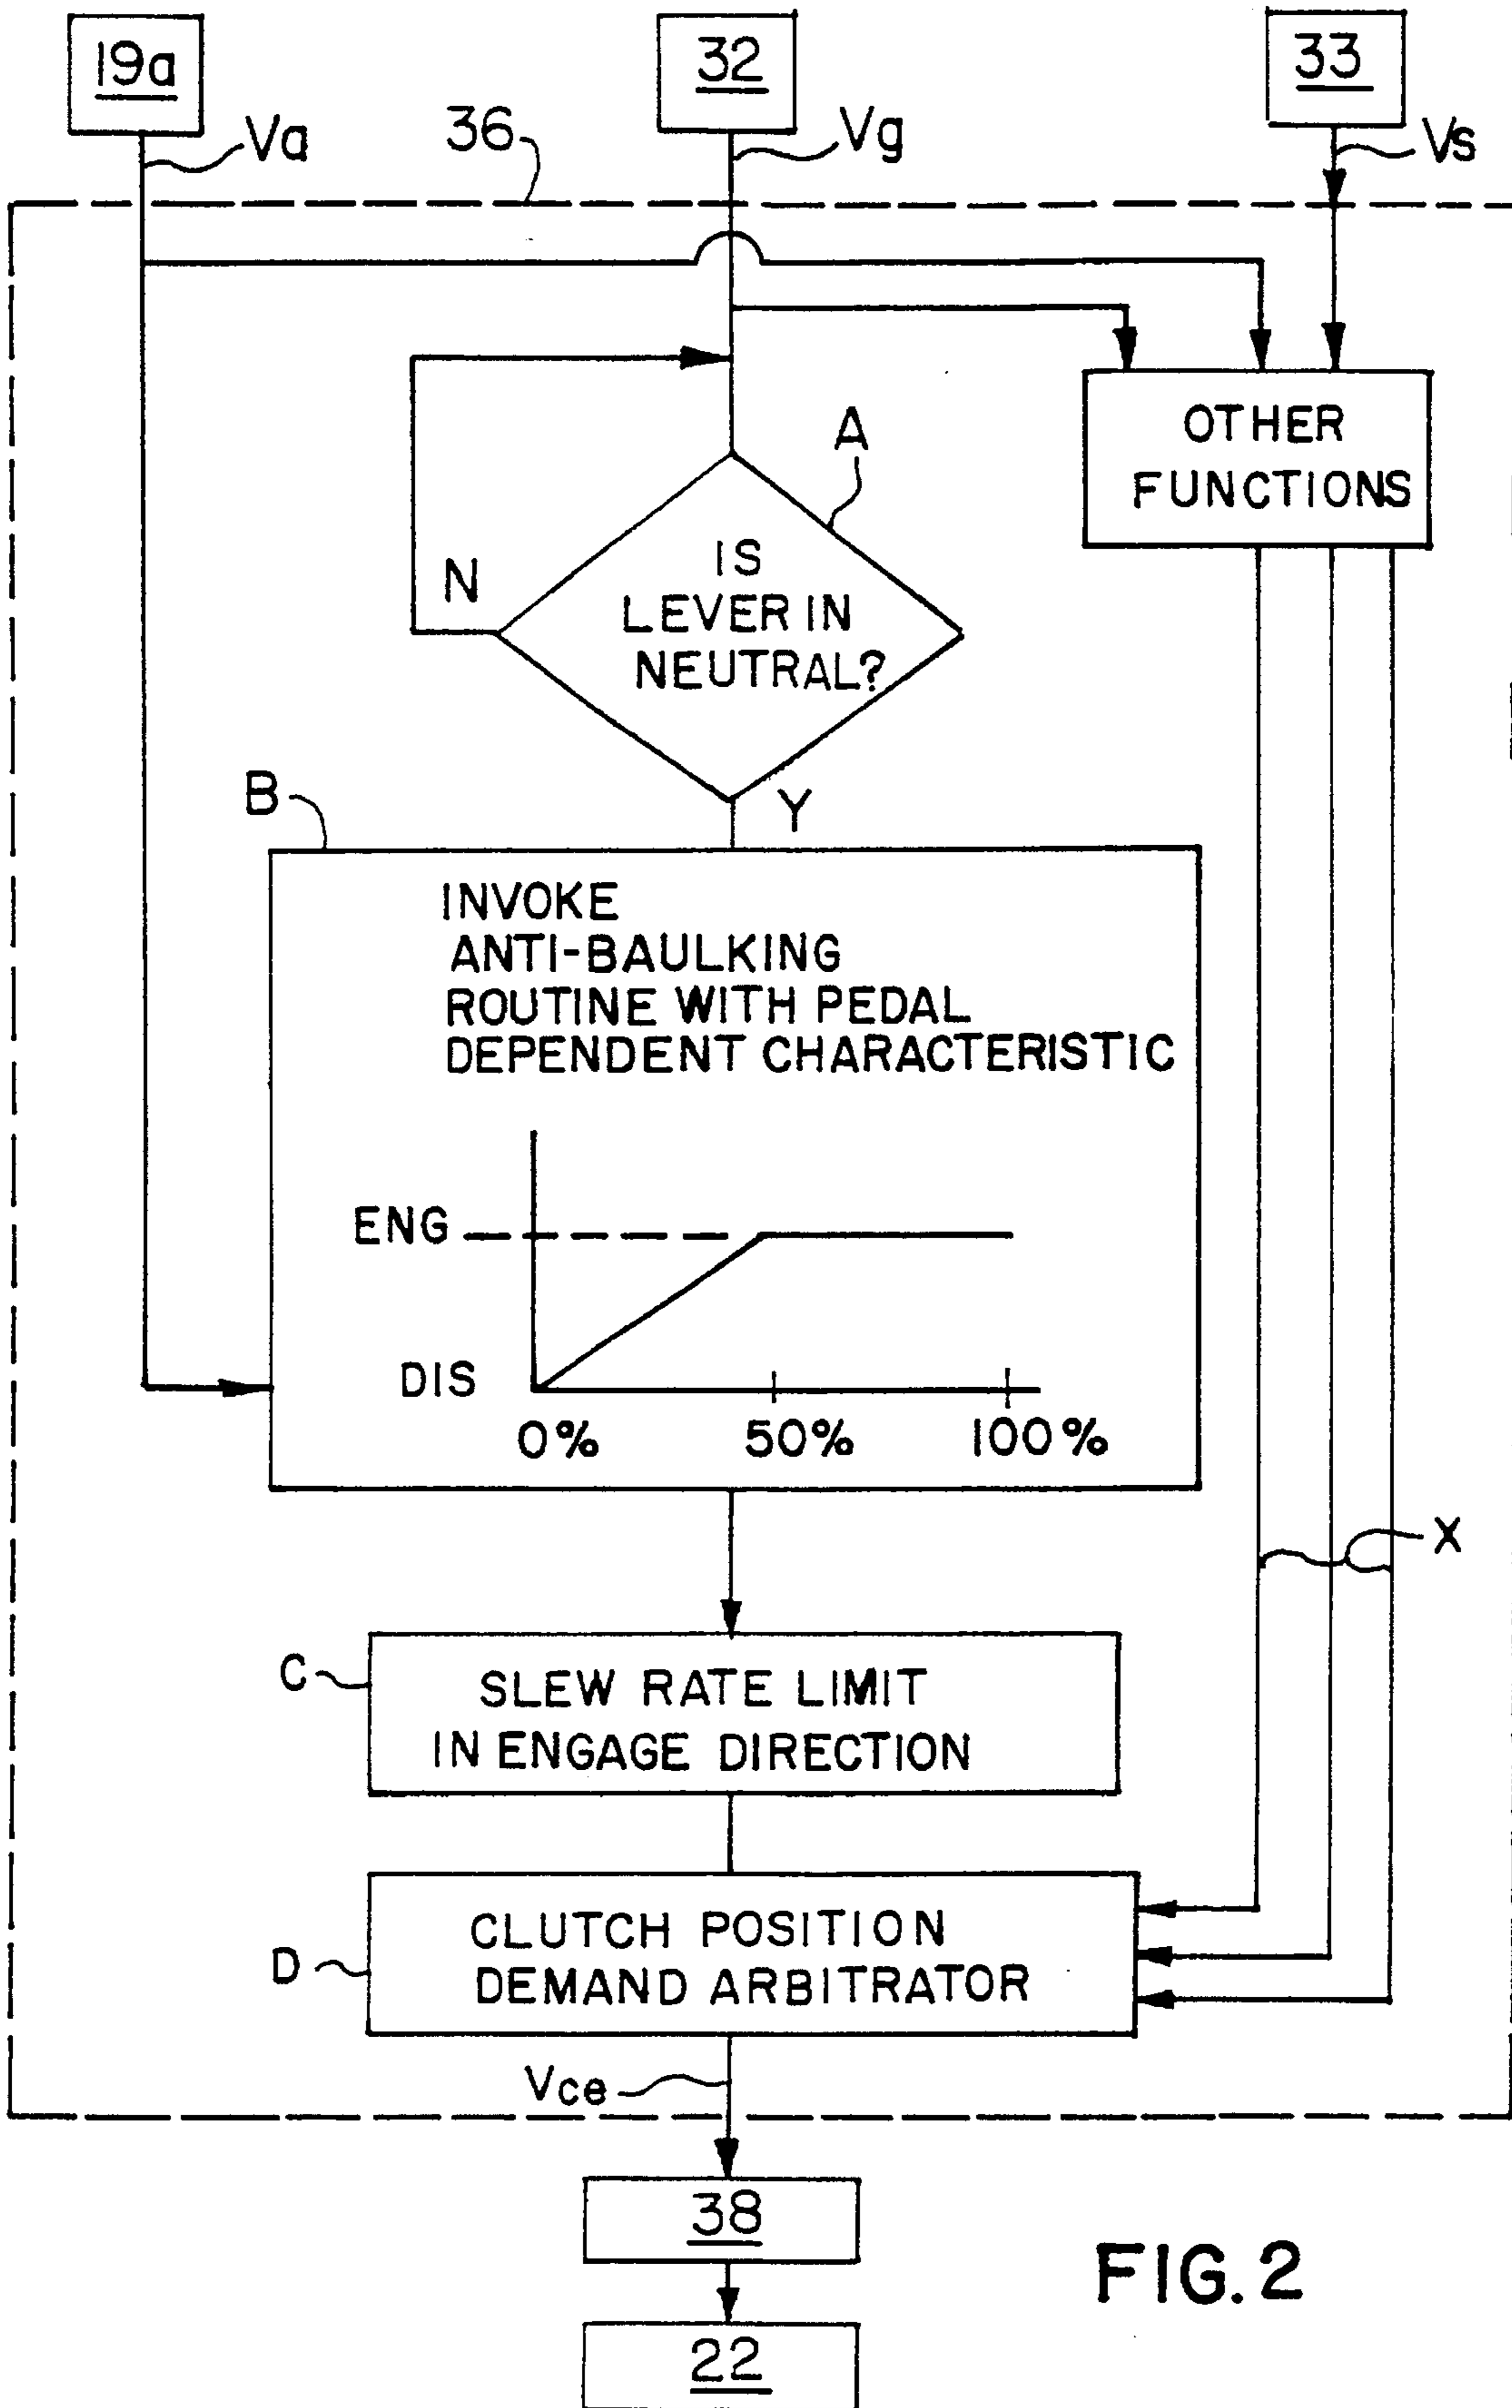 19a
32
33
Va
36
Vg
Vs
OTHER
FUNCTIONS
A
N
IS
LEVER IN
NEUTRAL?
B
Y
INVOKE
ANTI-BAULKING
ROUTINE WITH PEDAL
DEPENDENT CHARACTERISTIC
ENG
DIS
0% 50% 100%
X
C
SLEW RATE LIMIT
IN ENGAGE DIRECTION
D
CLUTCH POSITION
DEMAND ARBITRATOR
Vce
38
FIG. 2
22